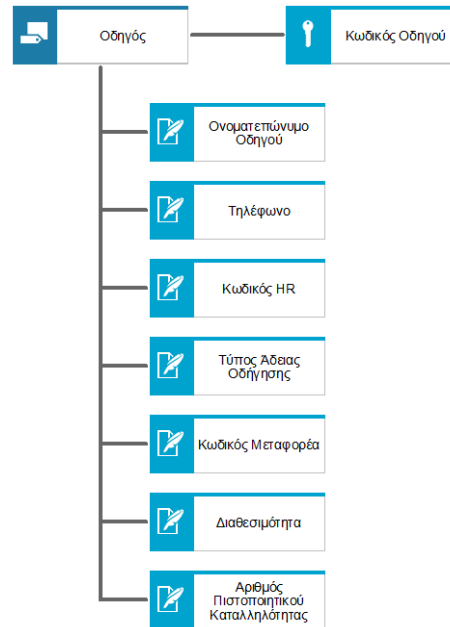 Οδηγός
Κωδικός Οδηγού
Ονοματεπώνυμο
Οδηγού
Τηλέφωνο
Κωδικός HR
Τύπος Άδειας
Οδήγησης
Κωδικός Μεταφορέα
Διαθεσιμότητα
Αριθμός
Πιστοποιητικού
Καταλληλότητας